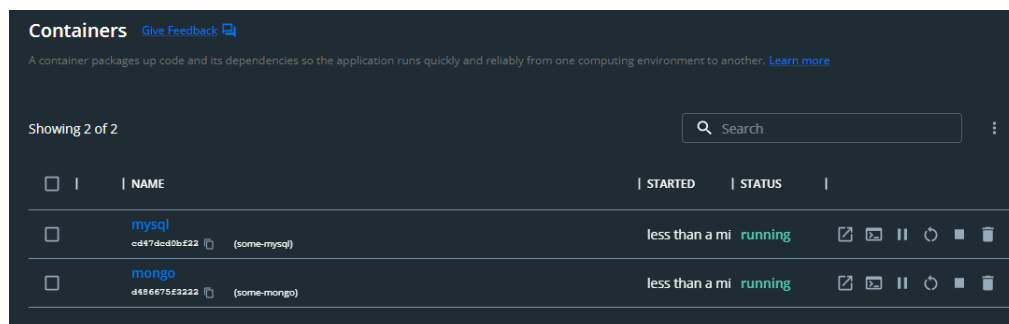 Containers Give Feedback
A container packages up code and its dependencies so the application runs quickly and reliably from one computing environment to another. Learn more
Showing 2 of 2 Search
NAME STARTED STATUS
mysql less than a mi running
cd47dcd0bf22 (some-mysql)
mongo less than a mi running
d486675f3222 (some-mongo)